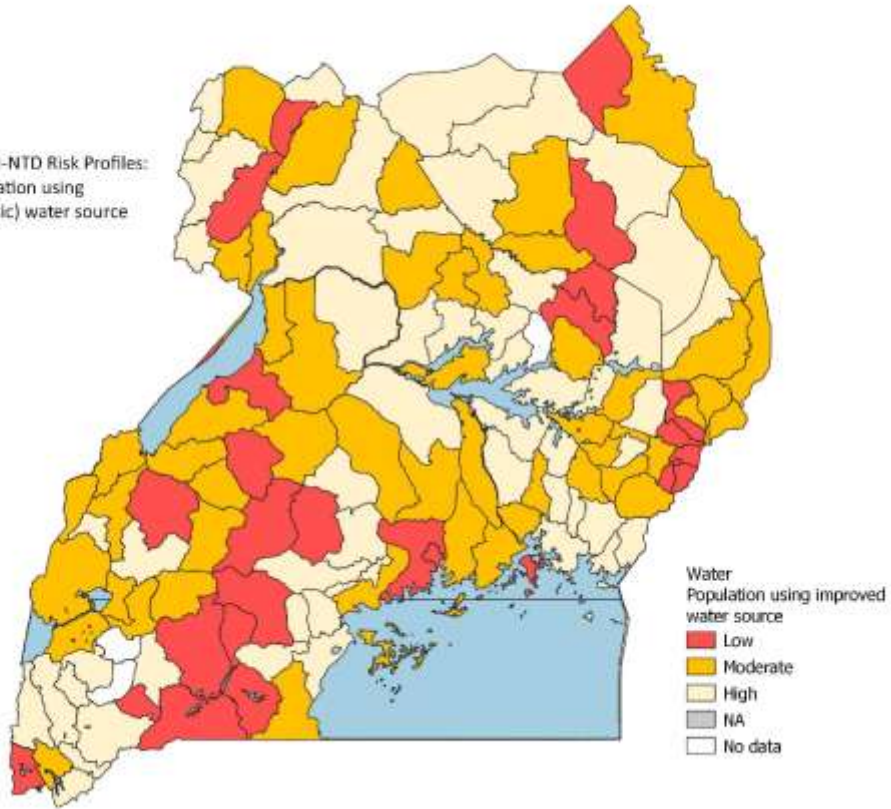 -NTD Risk Profiles:
ation using
ic) water source
Water
Population using improved
water source
Low
Moderate
High
NA
No data